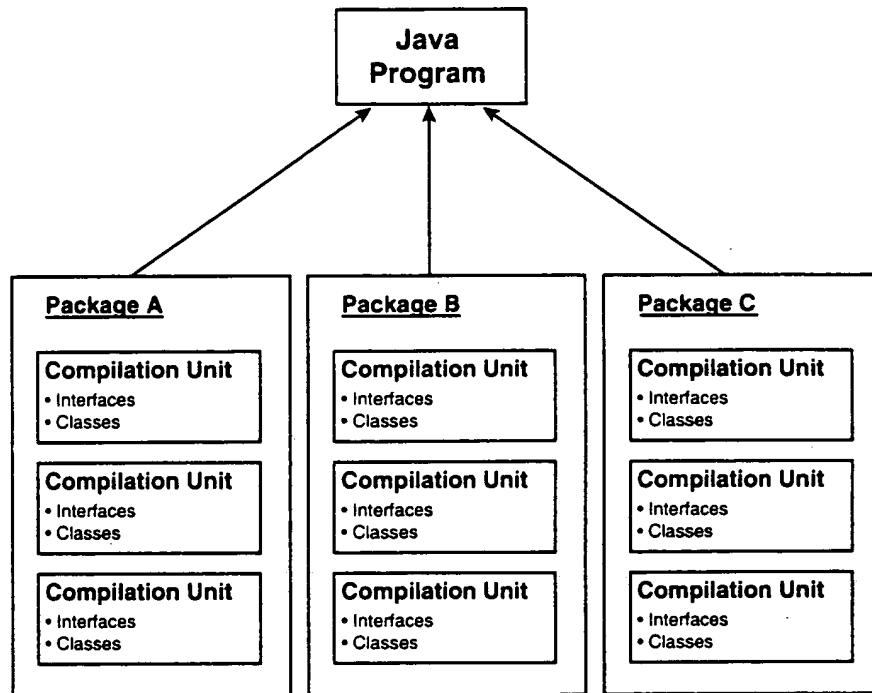 Java
Program
Package A
Compilation Unit
• Interfaces
• Classes
Compilation Unit
• Interfaces
• Classes
Compilation Unit
• Interfaces
• Classes
Package B
Compilation Unit
• Interfaces
• Classes
Compilation Unit
• Interfaces
• Classes
Compilation Unit
• Interfaces
• Classes
Package C
Compilation Unit
• Interfaces
• Classes
Compilation Unit
• Interfaces
• Classes
Compilation Unit
• Interfaces
• Classes